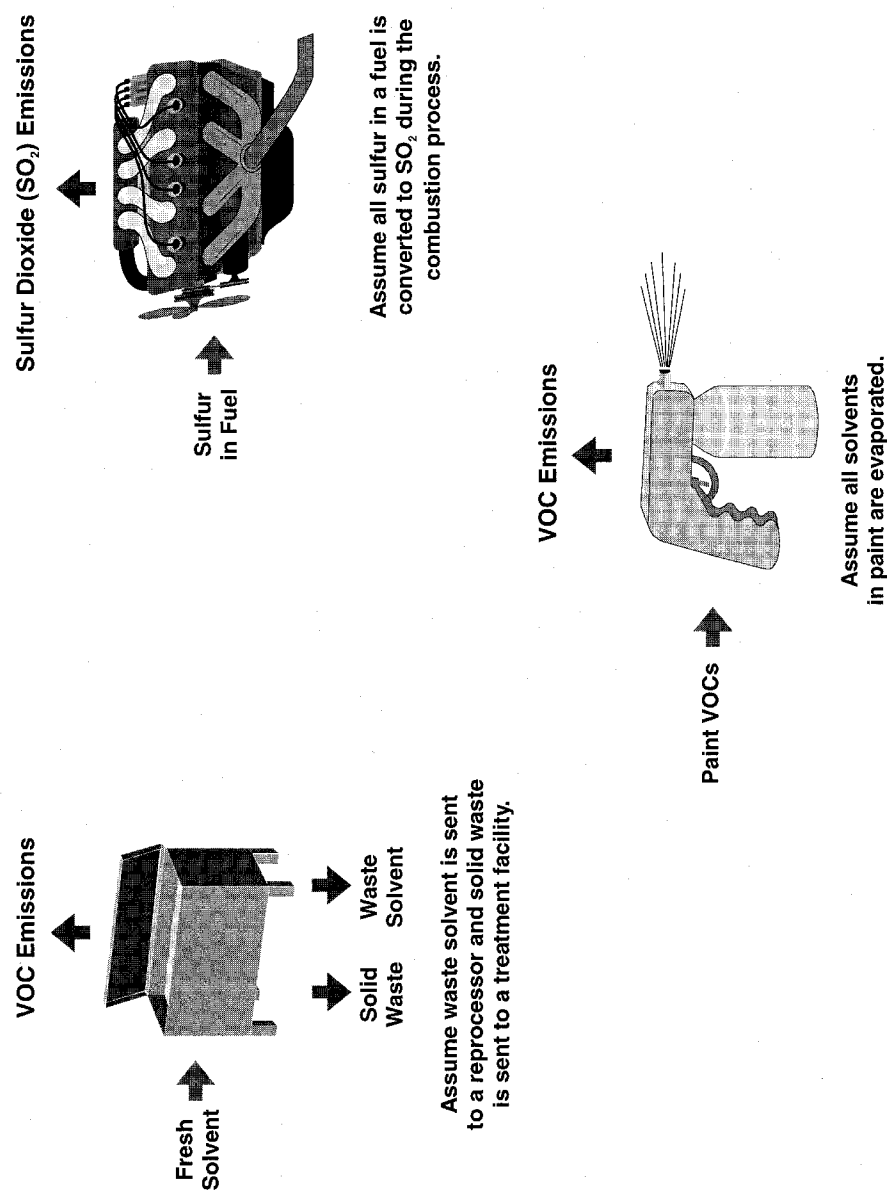 VOC Emissions
Fresh
Solvent
Solid
Waste
Waste
Solvent
Assume waste solvent is sent
to a reprocessor and solid waste
is sent to a treatment facility.
Sulfur Dioxide (SO₂) Emissions
Sulfur
in Fuel
Assume all sulfur in a fuel is
converted to SO₂ during the
combustion process.
VOC Emissions
Paint VOCs
Assume all solvents
in paint are evaporated.